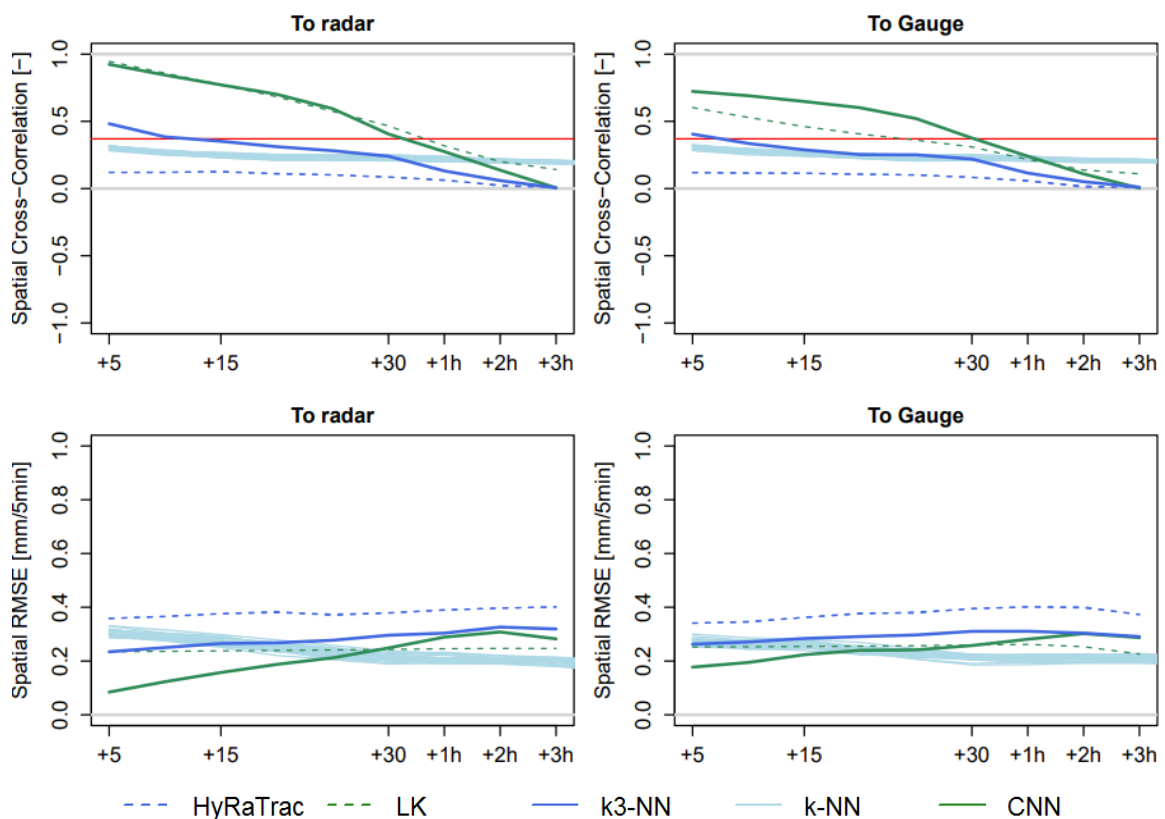 To radar
To Gauge
Spatial Cross−Correlation [−]
1.0
0.5
0.0
−0.5
−1.0
+5 +15 +30 +1h +2h +3h
Spatial Cross−Correlation [−]
1.0
0.5
0.0
−0.5
−1.0
+5 +15 +30 +1h +2h +3h
To radar
To Gauge
Spatial RMSE [mm/5min]
1.0
0.8
0.6
0.4
0.2
0.0
+5 +15 +30 +1h +2h +3h
Spatial RMSE [mm/5min]
1.0
0.8
0.6
0.4
0.2
0.0
+5 +15 +30 +1h +2h +3h
HyRaTrac LK k3-NN k-NN CNN